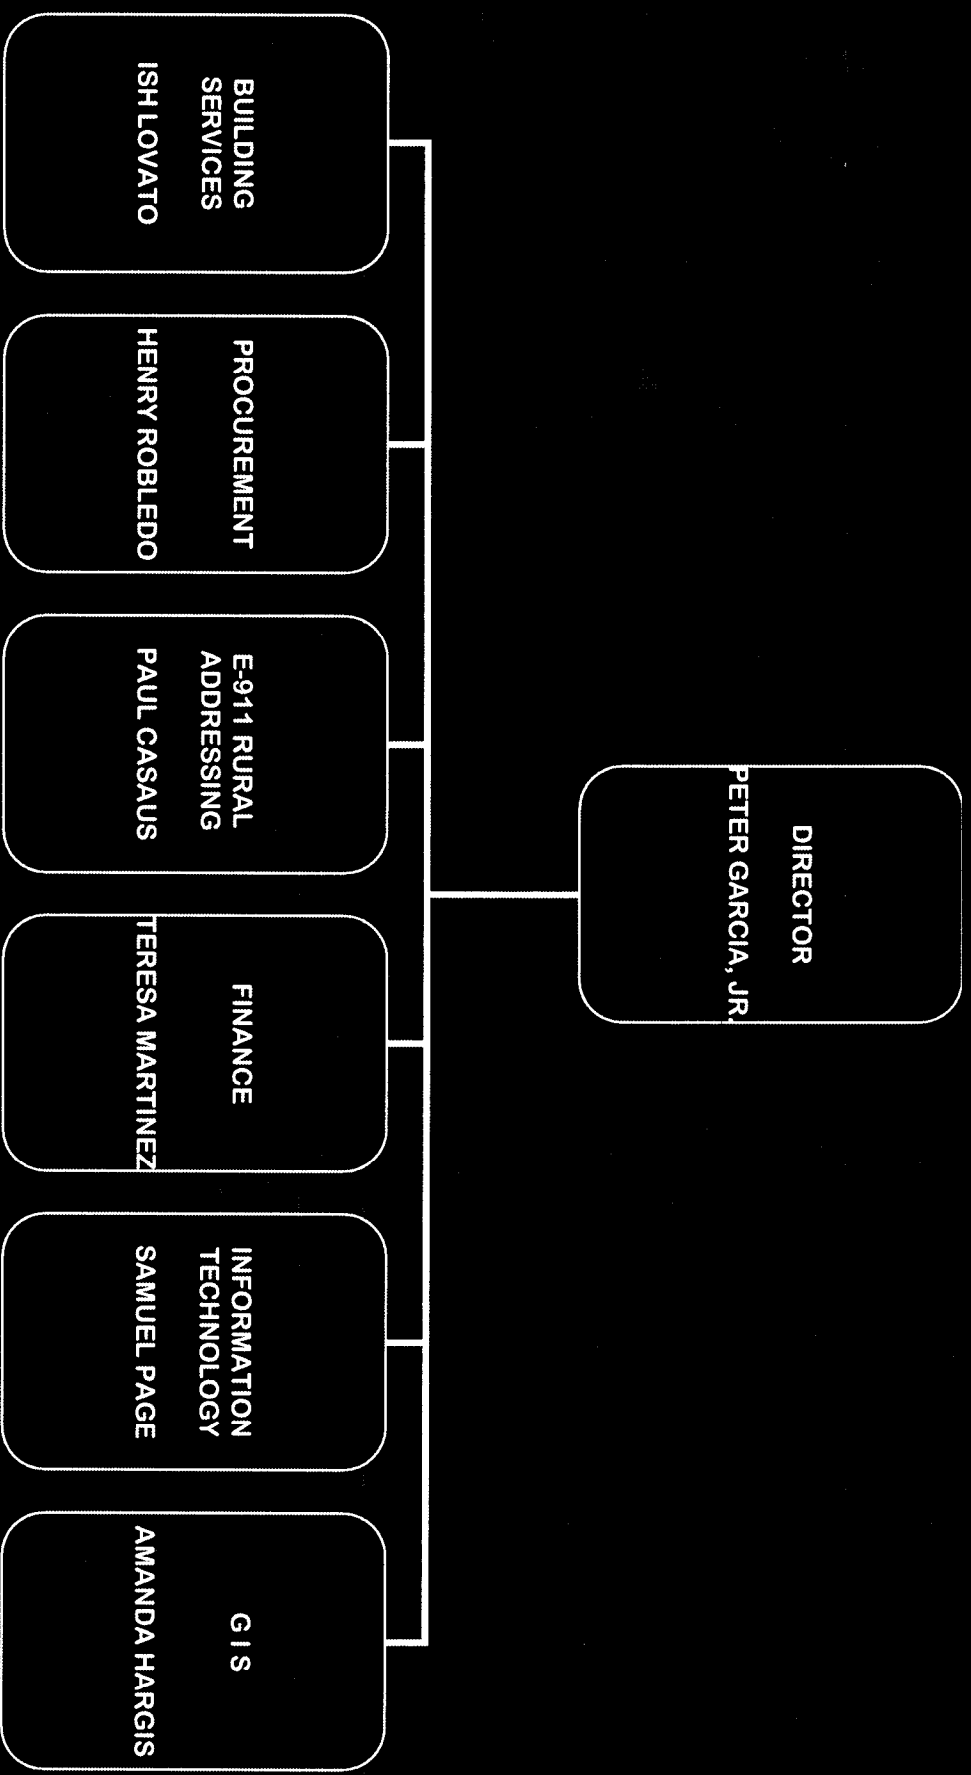 DIRECTOR
PETER GARCIA, JR.
BUILDING
SERVICES
ISH LOVATO
PROCUREMENT
HENRY ROBLEDO
E-911 RURAL
ADDRESSING
PAUL CASAUS
FINANCE
TERESA MARTINEZ
INFORMATION
TECHNOLOGY
SAMUEL PAGE
G I S
AMANDA HARGIS